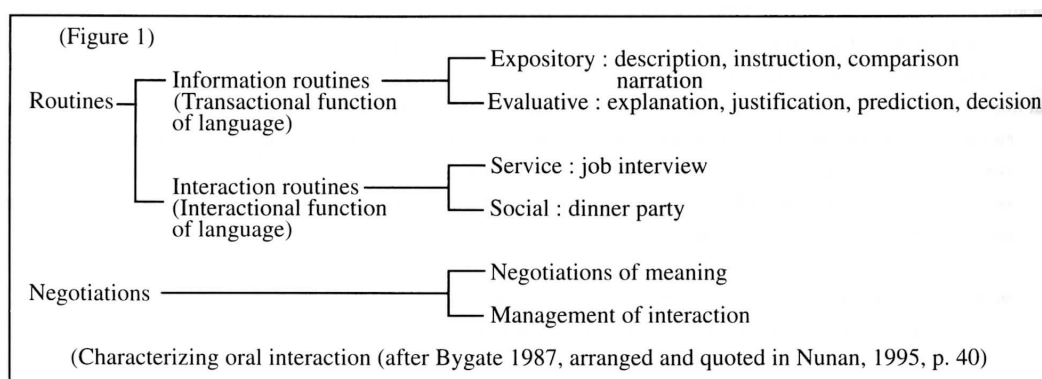 (Figure 1)
Expository : description, instruction, comparison
narration
Information routines
Routines
(Transactional function
of language)
Evaluative : explanation, justification, prediction, decision
Service : job interview
Interaction routines
(Interactional function
of language)
Social : dinner party
Negotiations of meaning
Negotiations
Management of interaction
(Characterizing oral interaction (after Bygate 1987, arranged and quoted in Nunan, 1995, p. 40)